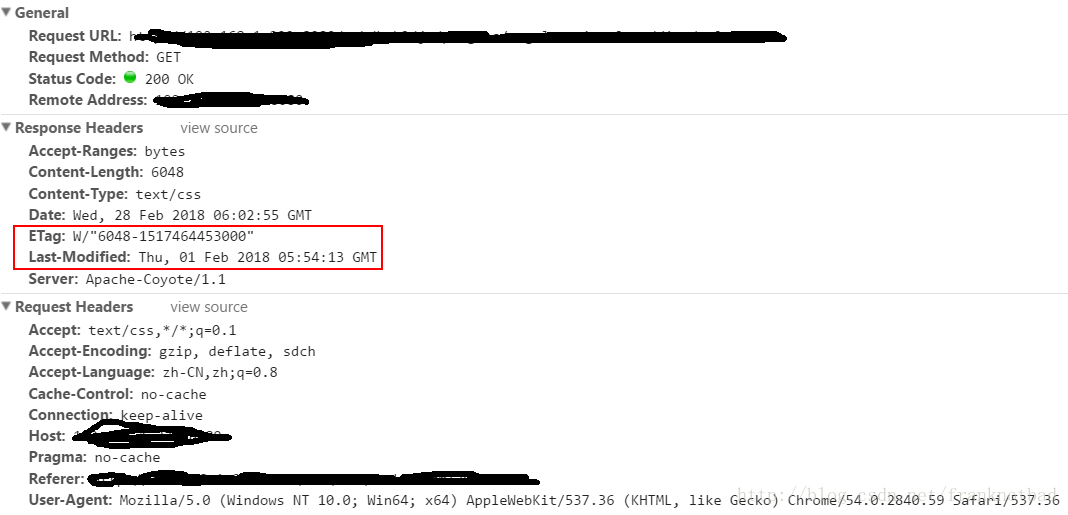 General
Request URL:
Request Method: GET
Status Code: 200 OK
Remote Address:
Response Headers view source
Accept-Ranges: bytes
Content-Length: 6048
Content-Type: text/css
Date: Wed, 28 Feb 2018 06:02:55 GMT
ETag: W/"6048-1517464453000"
Last-Modified: Thu, 01 Feb 2018 05:54:13 GMT
Server: Apache-Coyote/1.1
Request Headers view source
Accept: text/css,*/*;q=0.1
Accept-Encoding: gzip, deflate, sdch
Accept-Language: zh-CN,zh;q=0.8
Cache-Control: no-cache
Connection: keep-alive
Host:
Pragma: no-cache
Referer:
User-Agent: Mozilla/5.0 (Windows NT 10.0; Win64; x64) AppleWebKit/537.36 (KHTML, like Gecko) Chrome/54.0.2840.59 Safari/537.36